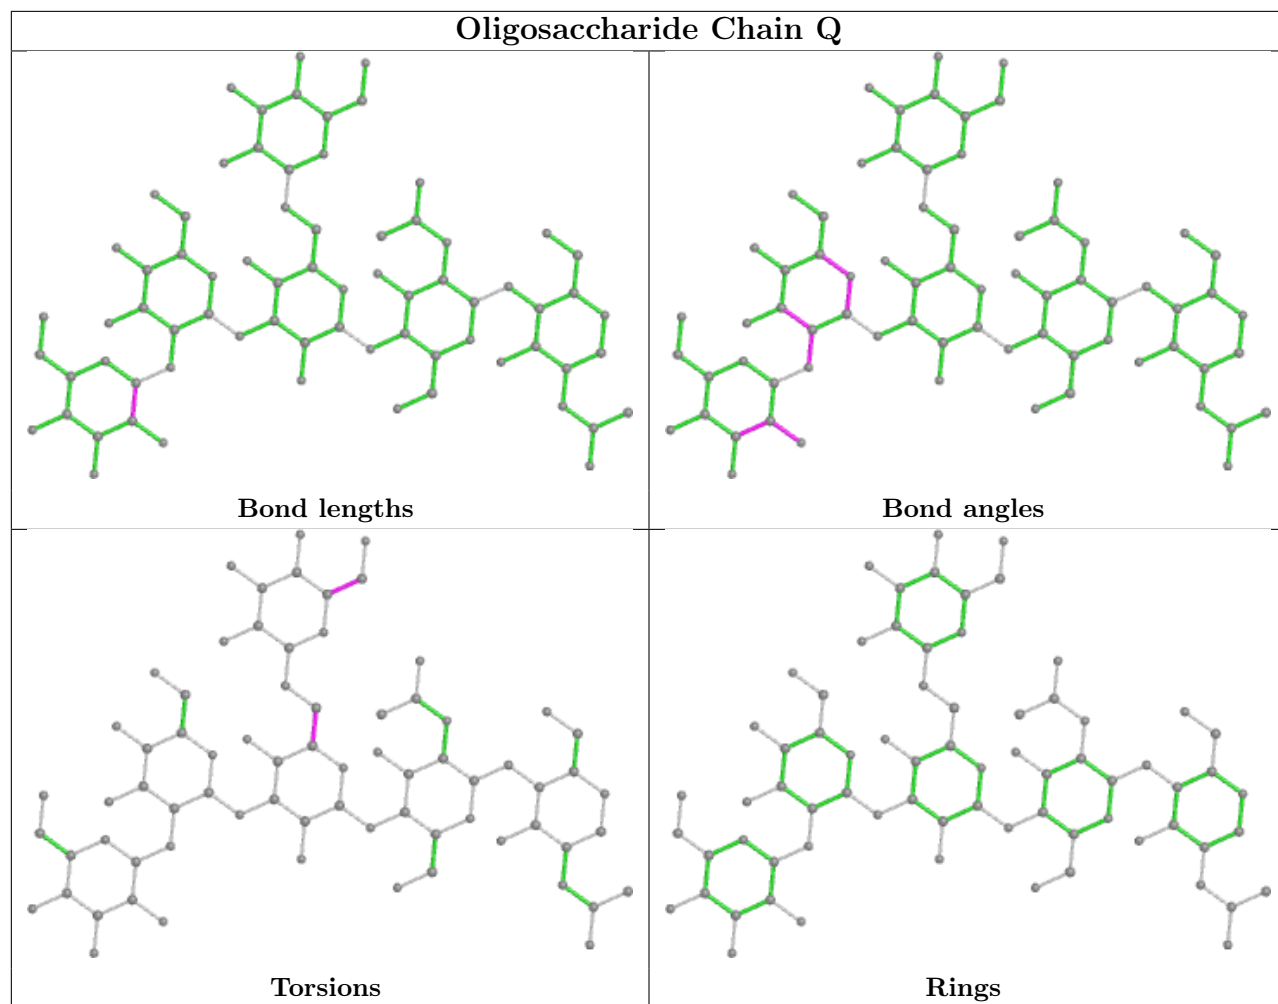 Oligosaccharide Chain Q
Bond lengths
Bond angles
Torsions
Rings